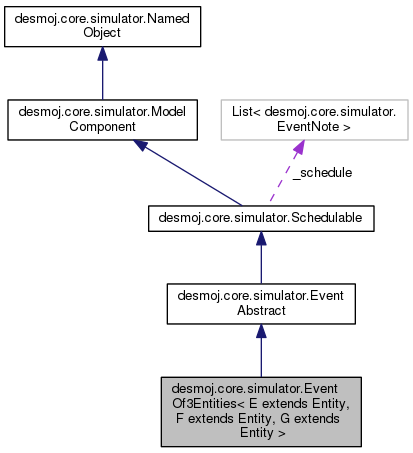 desmoj.core.simulator.Named
Object
desmoj.core.simulator.Model
Component
List< desmoj.core.simulator.
EventNote >
_schedule
desmoj.core.simulator.Schedulable
desmoj.core.simulator.Event
Abstract
desmoj.core.simulator.Event
Of3Entities< E extends Entity,
F extends Entity, G extends
Entity >